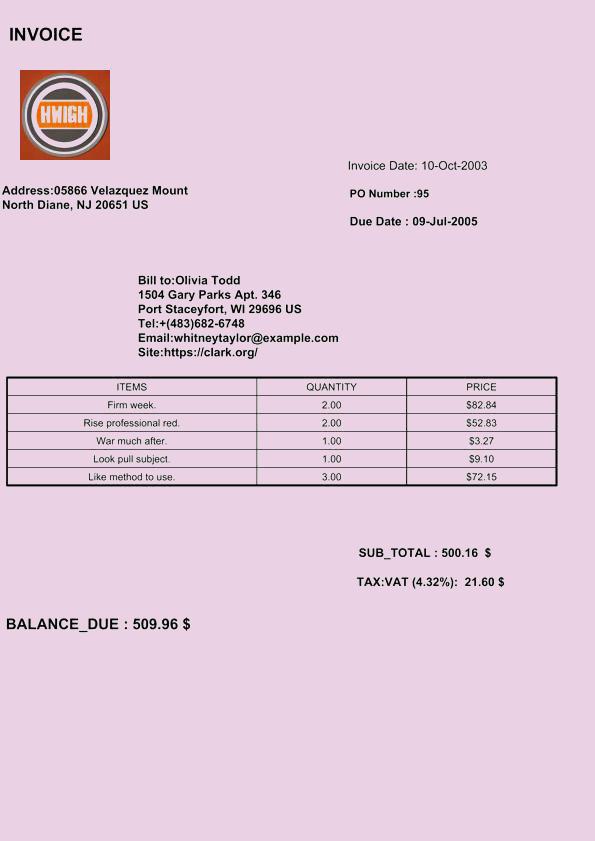 INVOICE
HWIGH
Invoice Date: 10-Oct-2003
Address:05866 Velazquez Mount
North Diane, NJ 20651 US
PO Number :95
Due Date : 09-Jul-2005
Bill to:Olivia Todd
1504 Gary Parks Apt. 346
Port Staceyfort, WI 29696 US
Tel:+(483)682-6748
Email:whitneytaylor@example.com
Site:https://clark.org/
ITEMS QUANTITY PRICE
Firm week. 2.00 $82.84
Rise professional red. 2.00 $52.83
War much after. 1.00 $3.27
Look pull subject. 1.00 $9.10
Like method to use. 3.00 $72.15
SUB_TOTAL : 500.16 $
TAX:VAT (4.32%): 21.60 $
BALANCE_DUE : 509.96 $